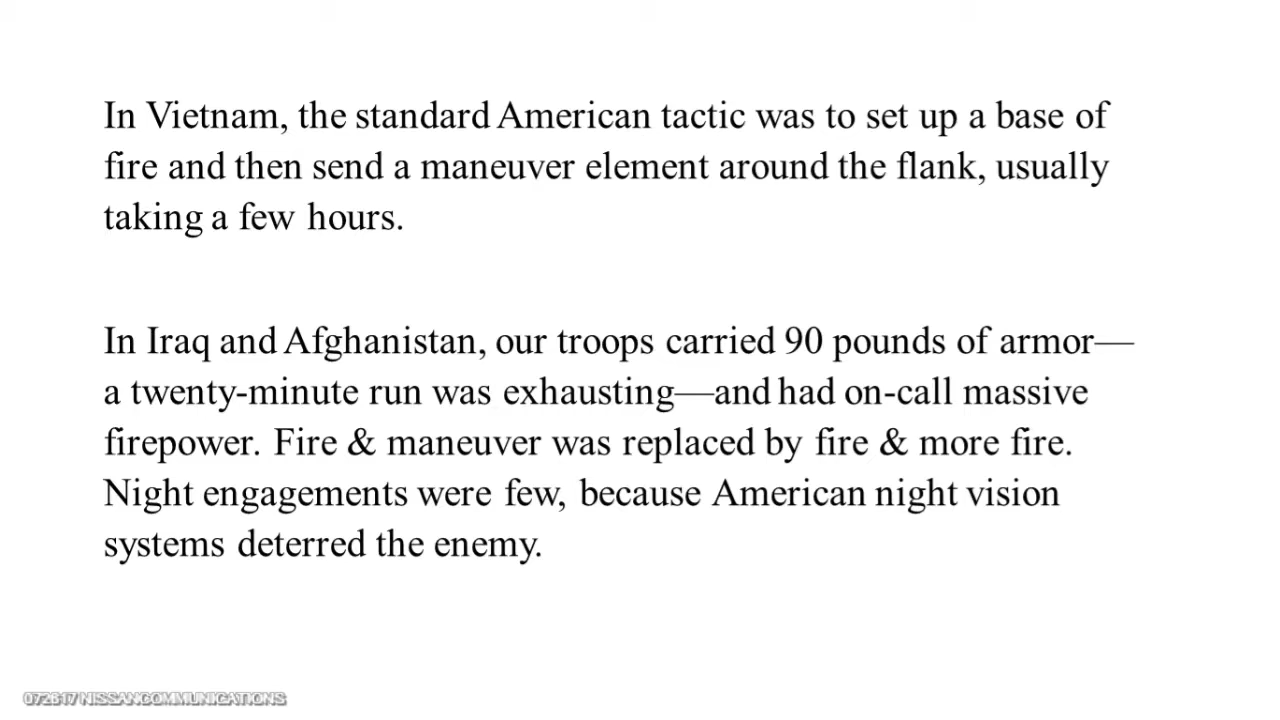 In Vietnam, the standard American tactic was to set up a base of
fire and then send a maneuver element around the flank, usually
taking a few hours.
In Iraq and Afghanistan, our troops carried 90 pounds of armor—
a twenty-minute run was exhausting—and had on-call massive
firepower. Fire & maneuver was replaced by fire & more fire.
Night engagements were few, because American night vision
systems deterred the enemy.
072617 NISSANCOMMUNICATIONS